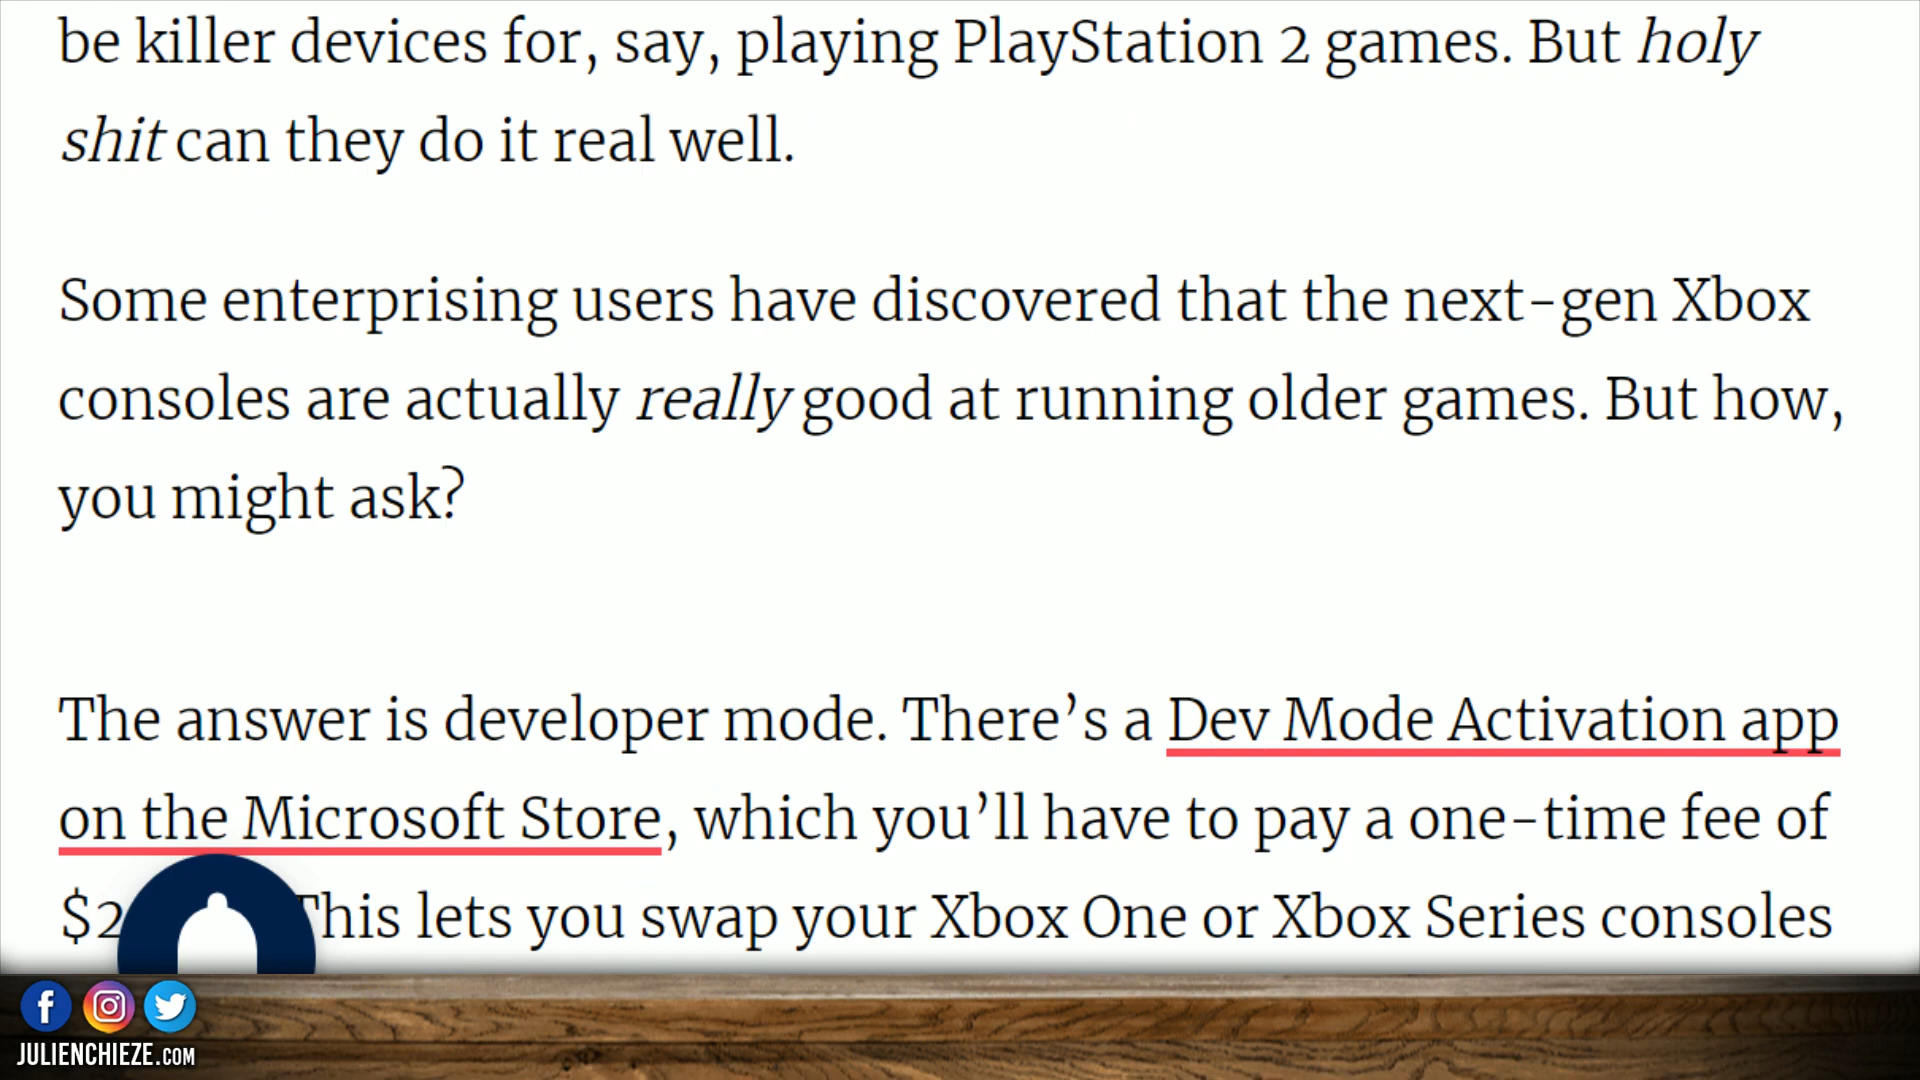 be killer devices for, say, playing PlayStation 2 games. But holy
shit can they do it real well.
Some enterprising users have discovered that the next-gen Xbox
consoles are actually really good at running older games. But how,
you might ask?
The answer is developer mode. There’s a Dev Mode Activation app
on the Microsoft Store, which you’ll have to pay a one-time fee of
This lets you swap your Xbox One or Xbox Series consoles
JULIENCHIEZE.COM